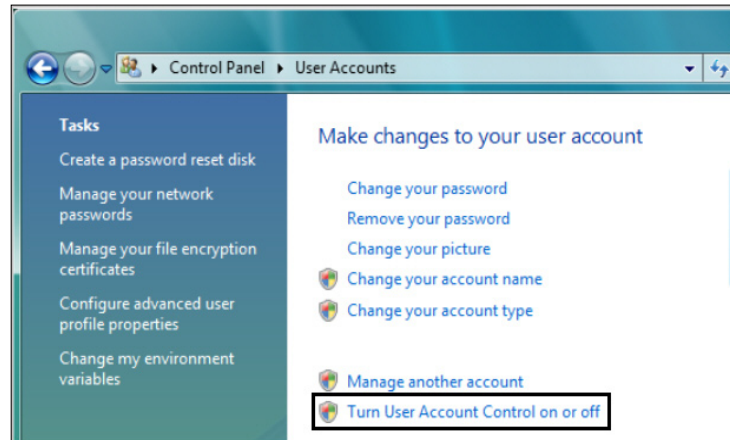 Control Panel User Accounts
Tasks
Create a password reset disk
Manage your network
passwords
Manage your file encryption
certificates
Configure advanced user
profile properties
Change my environment
variables
Make changes to your user account
Change your password
Remove your password
Change your picture
Change your account name
Change your account type
Manage another account
Turn User Account Control on or off